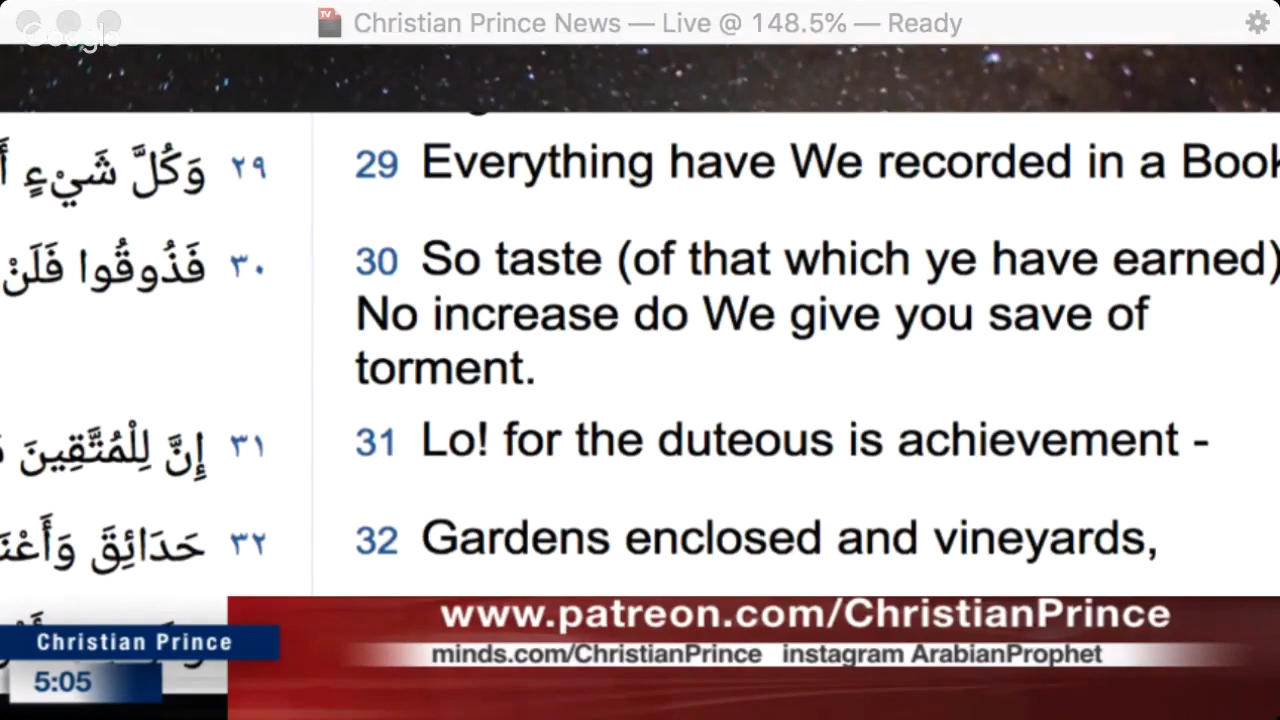 Christian Prince News — Live @ 148.5% — Ready
Google
وَكُلَّ شَيْءٍ ٢٩
29 Everything have We recorded in a Book
فَذُوقُوا فَلَنْ ٣٠
30 So taste (of that which ye have earned)
No increase do We give you save of
torment.
إِنَّ لِلْمُتَّقِينَ ٣١
31 Lo! for the duteous is achievement -
حَدَائِقَ ٣٢
32 Gardens enclosed and vineyards,
www.patreon.com/ChristianPrince
Christian Prince
minds.com/ChristianPrince instagram ArabianProphet
5:05